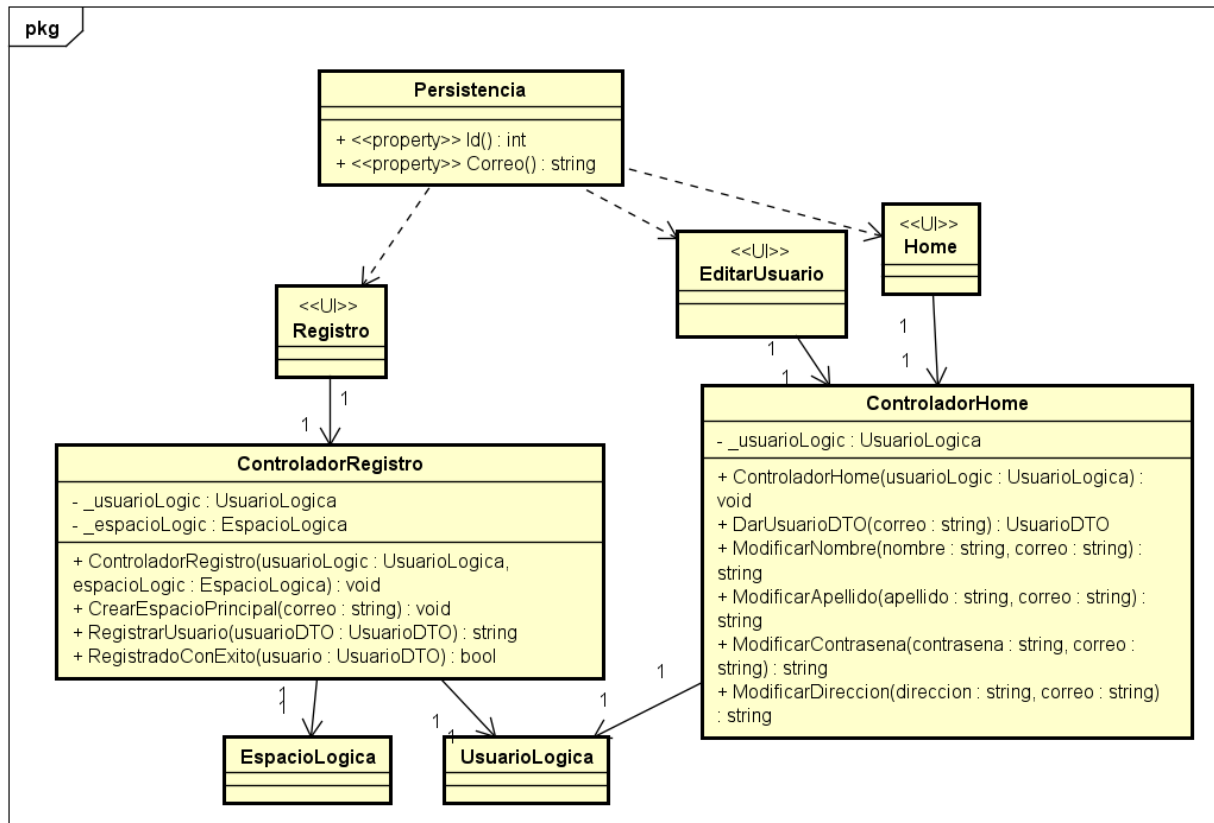 pkg
Persistencia
+ <<property>> Id() : int
+ <<property>> Correo() : string
<<UI>>
Home
<<UI>>
EditarUsuario
<<UI>>
Registro
1
1
1
1
1
1
ControladorHome
- _usuarioLogic : UsuarioLogica
+ ControladorHome(usuarioLogic : UsuarioLogica) :
void
+ DarUsuarioDTO(correo : string) : UsuarioDTO
+ ModificarNombre(nombre : string, correo : string) :
string
+ ModificarApellido(apellido : string, correo : string) :
string
+ ModificarContrasena(contrasena : string, correo :
string) : string
+ ModificarDireccion(direccion : string, correo : string)
: string
ControladorRegistro
- _usuarioLogic : UsuarioLogica
- _espacioLogic : EspacioLogica
+ ControladorRegistro(usuarioLogic : UsuarioLogica,
espacioLogic : EspacioLogica) : void
+ CrearEspacioPrincipal(correo : string) : void
+ RegistrarUsuario(usuarioDTO : UsuarioDTO) : string
+ RegistradoConExito(usuario : UsuarioDTO) : bool
1
1
1
1
1
1
EspacioLogica
UsuarioLogica